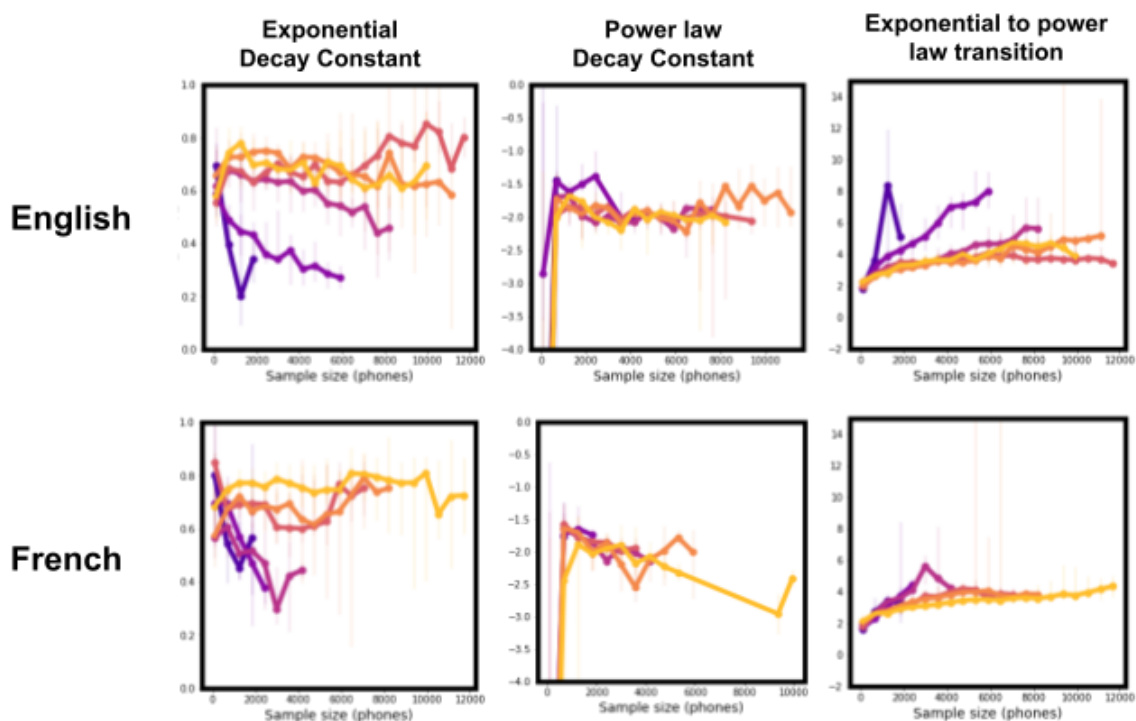 Exponential
Decay Constant
Power law
Decay Constant
Exponential to power
law transition
English
1.0
0.8
0.6
0.4
0.2
0.0
0 2000 4000 6000 8000 10000 12000
Sample size (phones)
0.0
−0.5
−1.0
−1.5
−2.0
−2.5
−3.0
−3.5
−4.0
0 2000 4000 6000 8000 10000
Sample size (phones)
14
12
10
8
6
4
2
0
−2
0 2000 4000 6000 8000 10000 12000
Sample size (phones)
French
1.0
0.8
0.6
0.4
0.2
0.0
0 2000 4000 6000 8000 10000 12000
Sample size (phones)
0.0
−0.5
−1.0
−1.5
−2.0
−2.5
−3.0
−3.5
−4.0
0 2000 4000 6000 8000 10000
Sample size (phones)
14
12
10
8
6
4
2
0
−2
0 2000 4000 6000 8000 10000 12000
Sample size (phones)